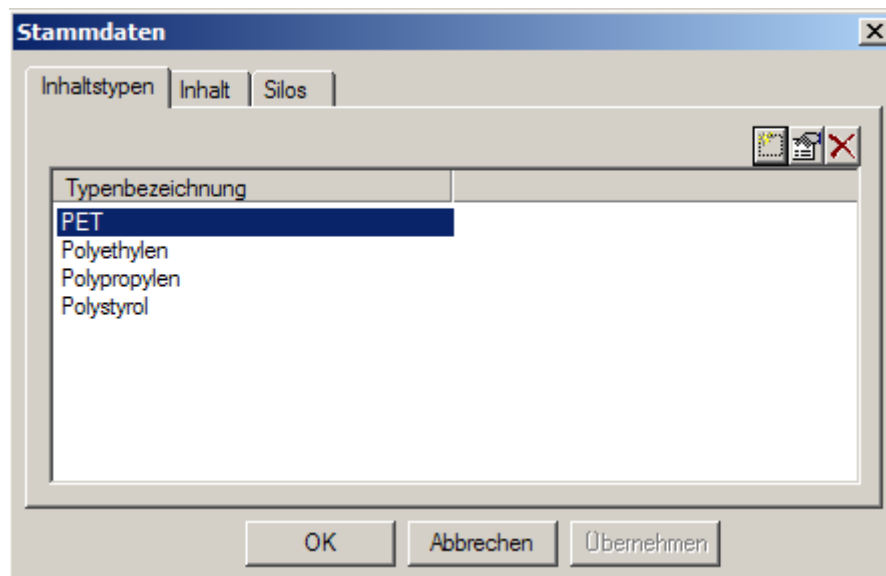 Stammdaten
Inhaltstypen Inhalt Silos
Typenbezeichnung
PET
Polyethylen
Polypropylen
Polystyrol
OK Abbrechen Übernehmen